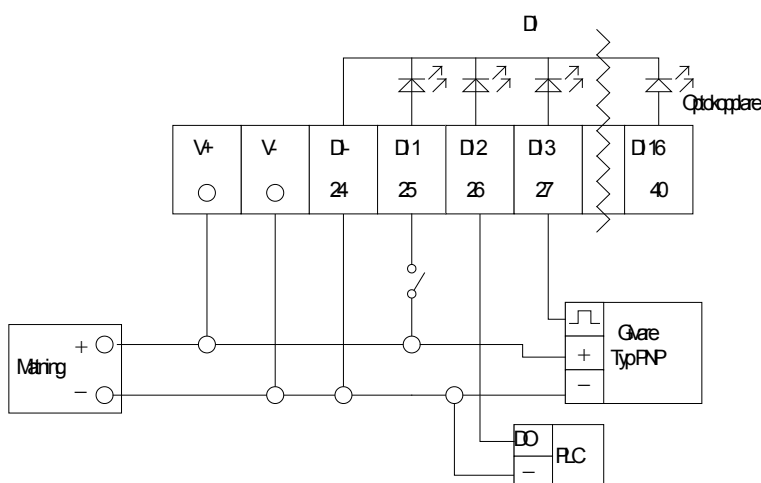 DI
Optokopplare
V+ V- DI- DI1 DI2 DI3 DI16
24 25 26 27 40
Matning
+
−
Givare
Typ PNP
+
−
DO
PLC
−